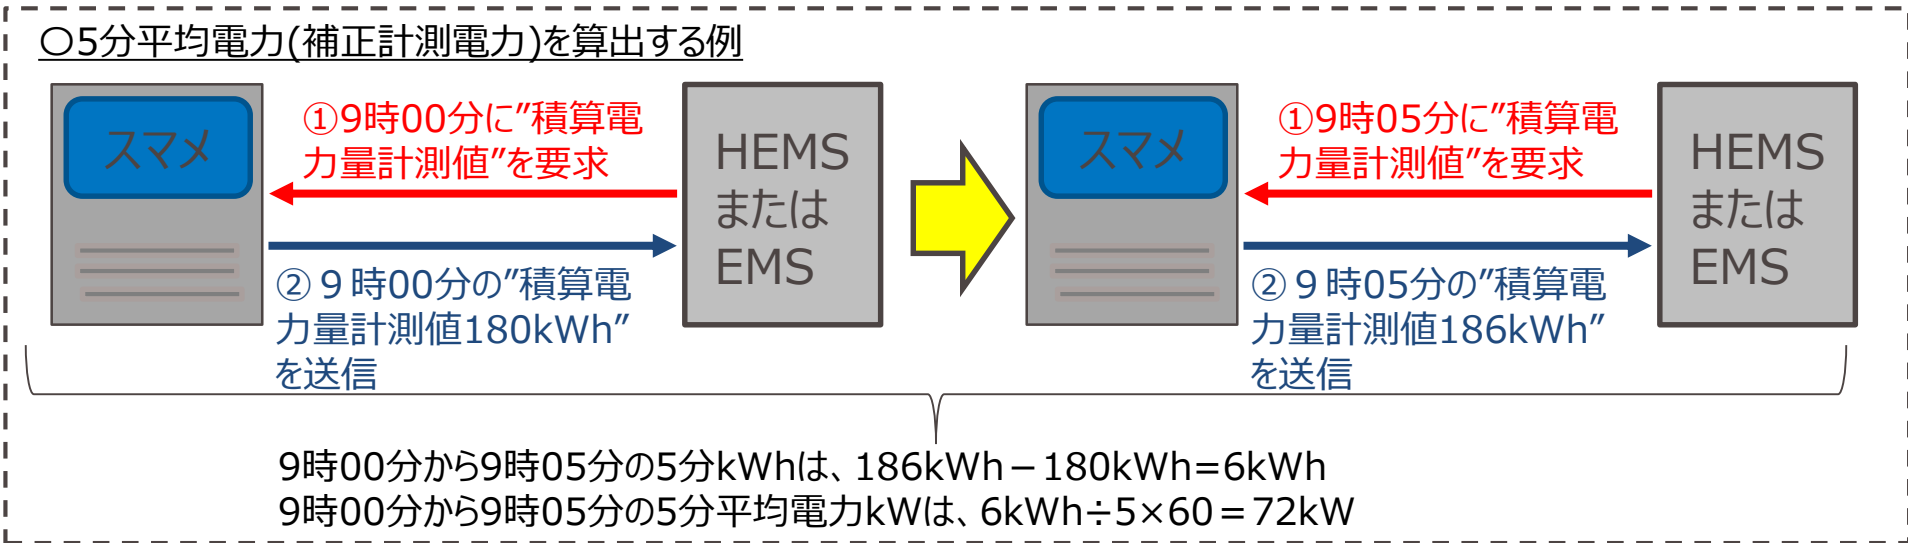 〇5分平均電力(補正計測電力)を算出する例
スマメ
①9時00分に”積算電
力量計測値”を要求
②９時00分の”積算電
力量計測値180kWh”
を送信
HEMS
または
EMS
スマメ
①9時05分に”積算電
力量計測値”を要求
②９時05分の”積算電
力量計測値186kWh”
を送信
HEMS
または
EMS
9時00分から9時05分の5分kWhは、186kWh－180kWh=6kWh
9時00分から9時05分の5分平均電力kWは、6kWh÷5×60＝72kW